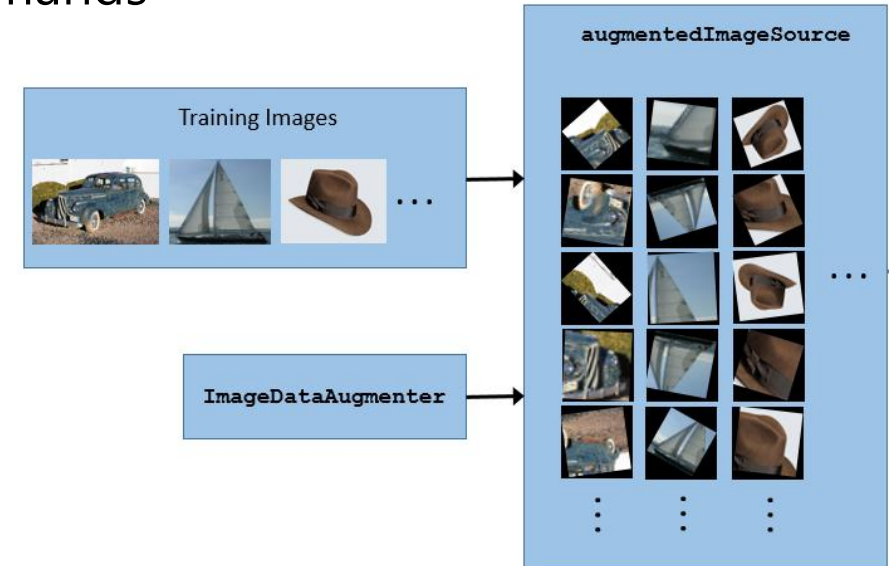 augmentedImageSource
Training Images
...
ImageDataAugmenter
...